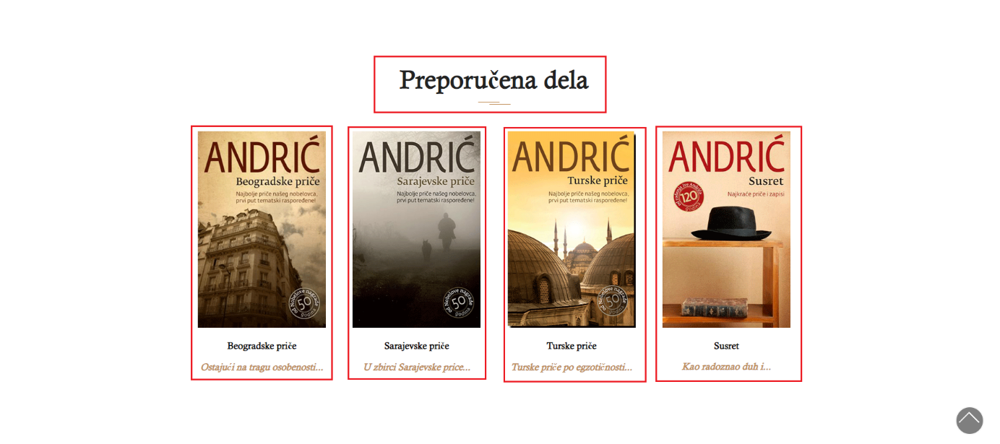 Preporučena dela
ANDRIĆ
Beogradske priče
Najbolje priče našeg nobelovca,
prvi put tematski raspoređene!
50
po Nobelove nagrade
godina
Beogradske priče
Ostajući na tragu osobenosti...
ANDRIĆ
Sarajevske priče
Najbolje priče našeg nobelovca,
prvi put tematski raspoređene!
50
po Nobelove nagrade
godina
Sarajevske priče
U zbirci Sarajevske price...
ANDRIĆ
Turske priče
Najbolje priče našeg nobelovca,
prvi put tematski raspoređene!
50
po Nobelove nagrade
godina
Turske priče
Turske priče po egzotičnosti...
ANDRIĆ
Susret
Najkraće priče i zapisi
od rođenja Ive Andrića
120
godina
Susret
Kao radoznao duh i...